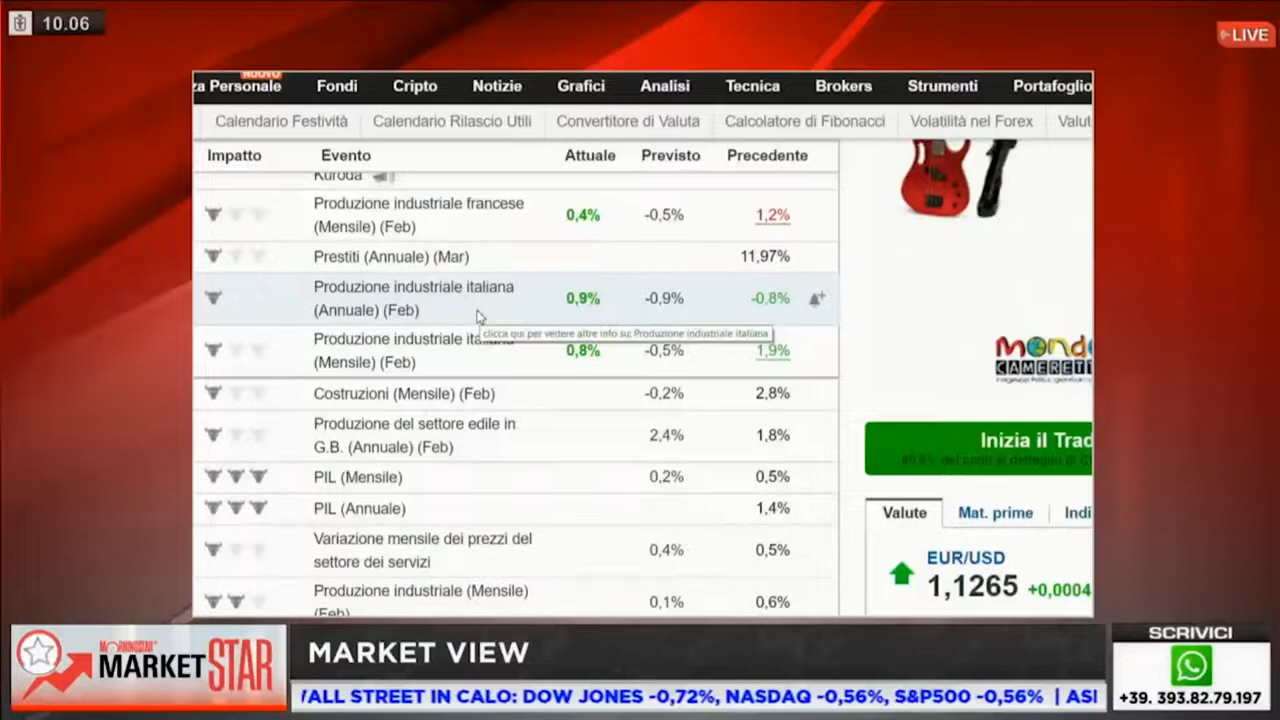 10.06
LIVE
NUOVO
za Personale Fondi Cripto Notizie Grafici Analisi Tecnica Brokers Strumenti Portafoglio
Calendario Festività Calendario Rilascio Utili Convertitore di Valuta Calcolatore di Fibonacci Volatilità nel Forex Valut
Impatto Evento Attuale Previsto Precedente
Kuroda
Produzione industriale francese
(Mensile) (Feb)
0,4% -0,5% 1,2%
Prestiti (Annuale) (Mar) 11,97%
Produzione industriale italiana
(Annuale) (Feb)
0,9% -0,9% -0,8%
clicca qui per vedere altre info su: Produzione industriale italiana
Produzione industriale italiana
(Mensile) (Feb)
0,8% -0,5% 1,9%
Costruzioni (Mensile) (Feb) -0,2% 2,8%
Produzione del settore edile in
G.B. (Annuale) (Feb)
2,4% 1,8%
PIL (Mensile) 0,2% 0,5%
PIL (Annuale) 1,4%
Variazione mensile dei prezzi del
settore dei servizi
0,4% 0,5%
Produzione industriale (Mensile)
(Feb)
0,1% 0,6%
Mondo
CAMERETT
Inizia il Trad
Valute Mat. prime Indi
EUR/USD
1,1265 +0,0004
MORNINGSTAR
MARKET STAR
MARKET VIEW
WALL STREET IN CALO: DOW JONES -0,72%, NASDAQ -0,56%, S&P500 -0,56% | ASI
SCRIVICI
+39. 393.82.79.197